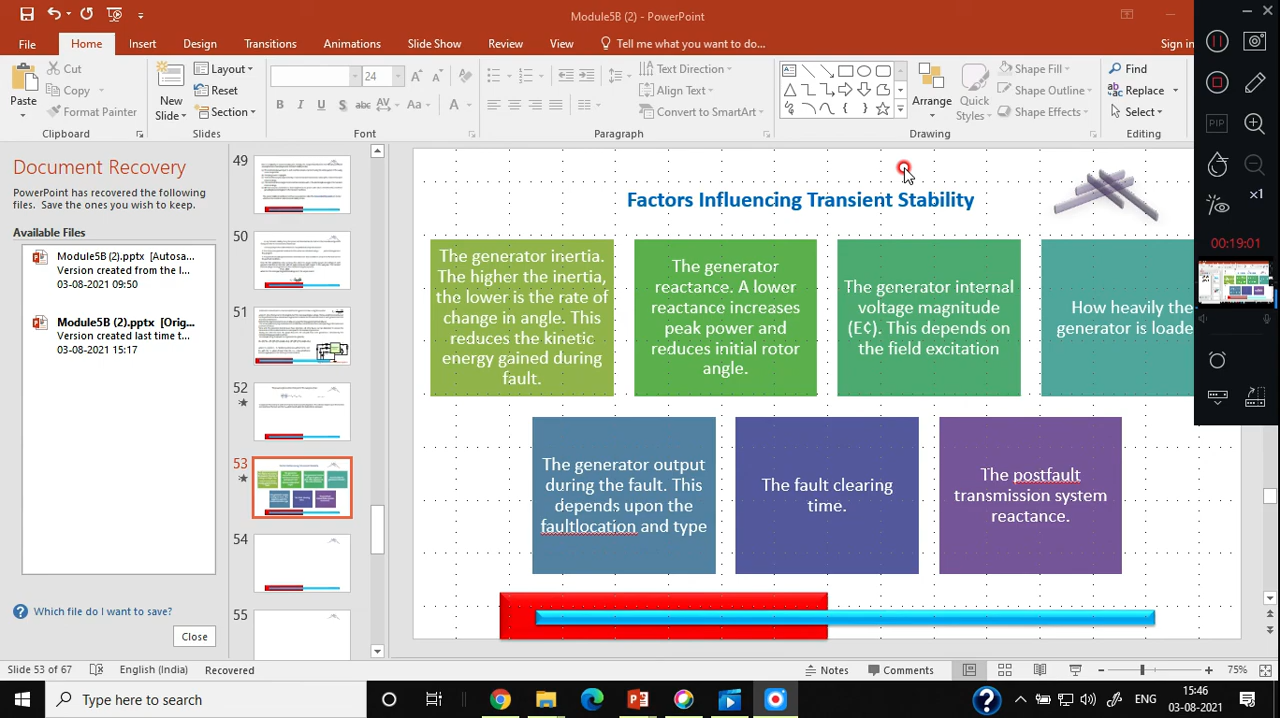 Module5B (2) - PowerPoint
File
Home
Insert
Design
Transitions
Animations
Slide Show
Review
View
Tell me what you want to do...
Sign in
Paste
Cut
Copy
Format Painter
Clipboard
New
Slide
Layout
Reset
Section
Slides
24
B I U S abc AV Aa A
Font
Text Direction
Align Text
Convert to SmartArt
Paragraph
Arrange
Quick
Styles
Shape Fill
Shape Outline
Shape Effects
Drawing
Find
Replace
Select
Editing
PIP
×1
00:19:01
Document Recovery
PowerPoint has recovered the following
Save the ones you wish to keep.
Available Files
Module5B (2).pptx [Autosa...
Version created from the l...
03-08-2021 09:50
Module5B (2).pptx [Orig...
Version created last time ...
03-08-2021 15:17
Which file do I want to save?
Close
49
50
51
52
53
54
55
Factors Influencing Transient Stability
The generator inertia.
The higher the inertia,
the lower is the rate of
change in angle. This
reduces the kinetic
energy gained during
fault.
The generator
reactance. A lower
reactance increases
peak power and
reduces initial rotor
angle.
The generator internal
voltage magnitude
(E¢). This depends on
the field excitation
How heavily the
generator is loade
The generator output
during the fault. This
depends upon the
faultlocation and type
The fault clearing
time.
The postfault
transmission system
reactance.
Slide 53 of 67
English (India)
Recovered
Notes
Comments
75%
Type here to search
ENG
15:46
03-08-2021